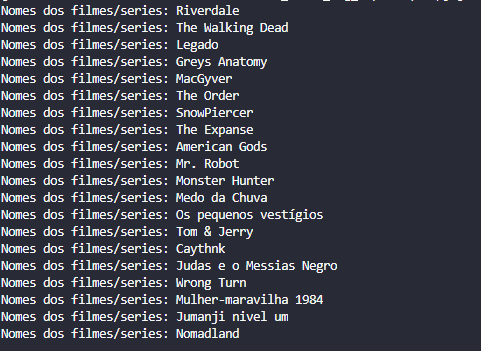 Nomes dos filmes/series: Riverdale
Nomes dos filmes/series: The Walking Dead
Nomes dos filmes/series: Legado
Nomes dos filmes/series: Greys Anatomy
Nomes dos filmes/series: MacGyver
Nomes dos filmes/series: The Order
Nomes dos filmes/series: SnowPiercer
Nomes dos filmes/series: The Expanse
Nomes dos filmes/series: American Gods
Nomes dos filmes/series: Mr. Robot
Nomes dos filmes/series: Monster Hunter
Nomes dos filmes/series: Medo da Chuva
Nomes dos filmes/series: Os pequenos vestígios
Nomes dos filmes/series: Tom & Jerry
Nomes dos filmes/series: Caythnk
Nomes dos filmes/series: Judas e o Messias Negro
Nomes dos filmes/series: Wrong Turn
Nomes dos filmes/series: Mulher-maravilha 1984
Nomes dos filmes/series: Jumanji nivel um
Nomes dos filmes/series: Nomadland